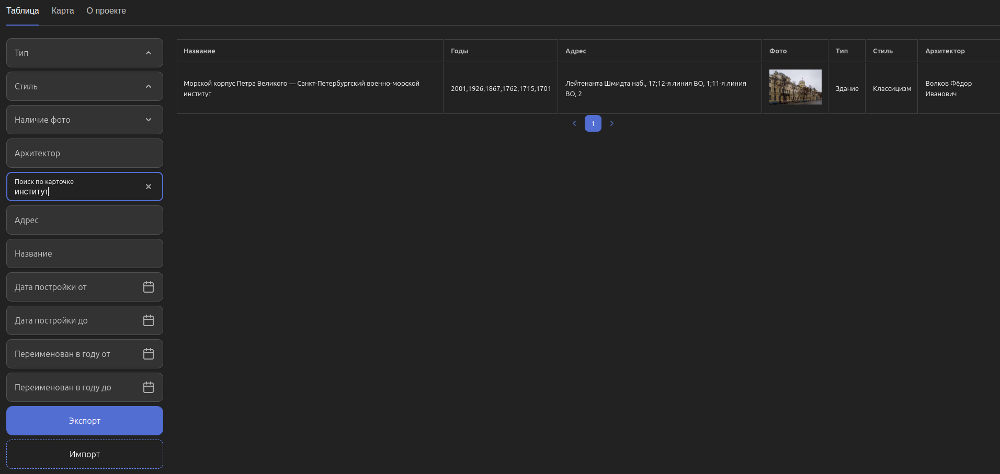 Таблица Карта О проекте
Тип
Стиль
Наличие фото
Архитектор
Поиск по карточке
институт
Адрес
Название
Дата постройки от
Дата постройки до
Переименован в году от
Переименован в году до
Экспорт
Импорт
Название Годы Адрес Фото Тип Стиль Архитектор
Морской корпус Петра Великого — Санкт-Петербургский военно-морской
институт
2001,1926,1867,1762,1715,1701
Лейтенанта Шмидта наб., 17;12-я линия ВО, 1;11-я линия
ВО, 2
Здание
Классицизм
Волков Фёдор
Иванович
1